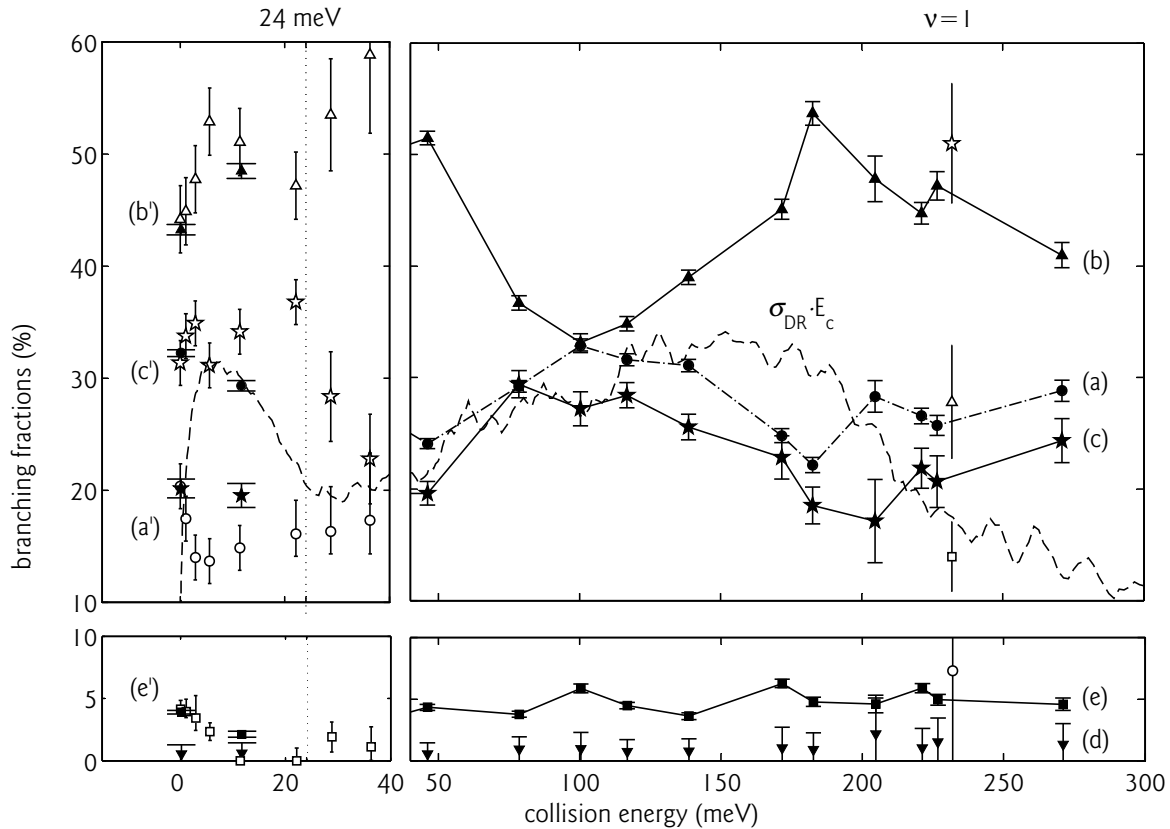 24 meV
ν = 1
60
50
40
30
20
10
branching fractions (%)
(b')
(c')
(a')
(b)
σDR·Ec
(a)
(c)
10
5
0
(e')
(e)
(d)
0 20 40 50 100 150 200 250 300
collision energy (meV)